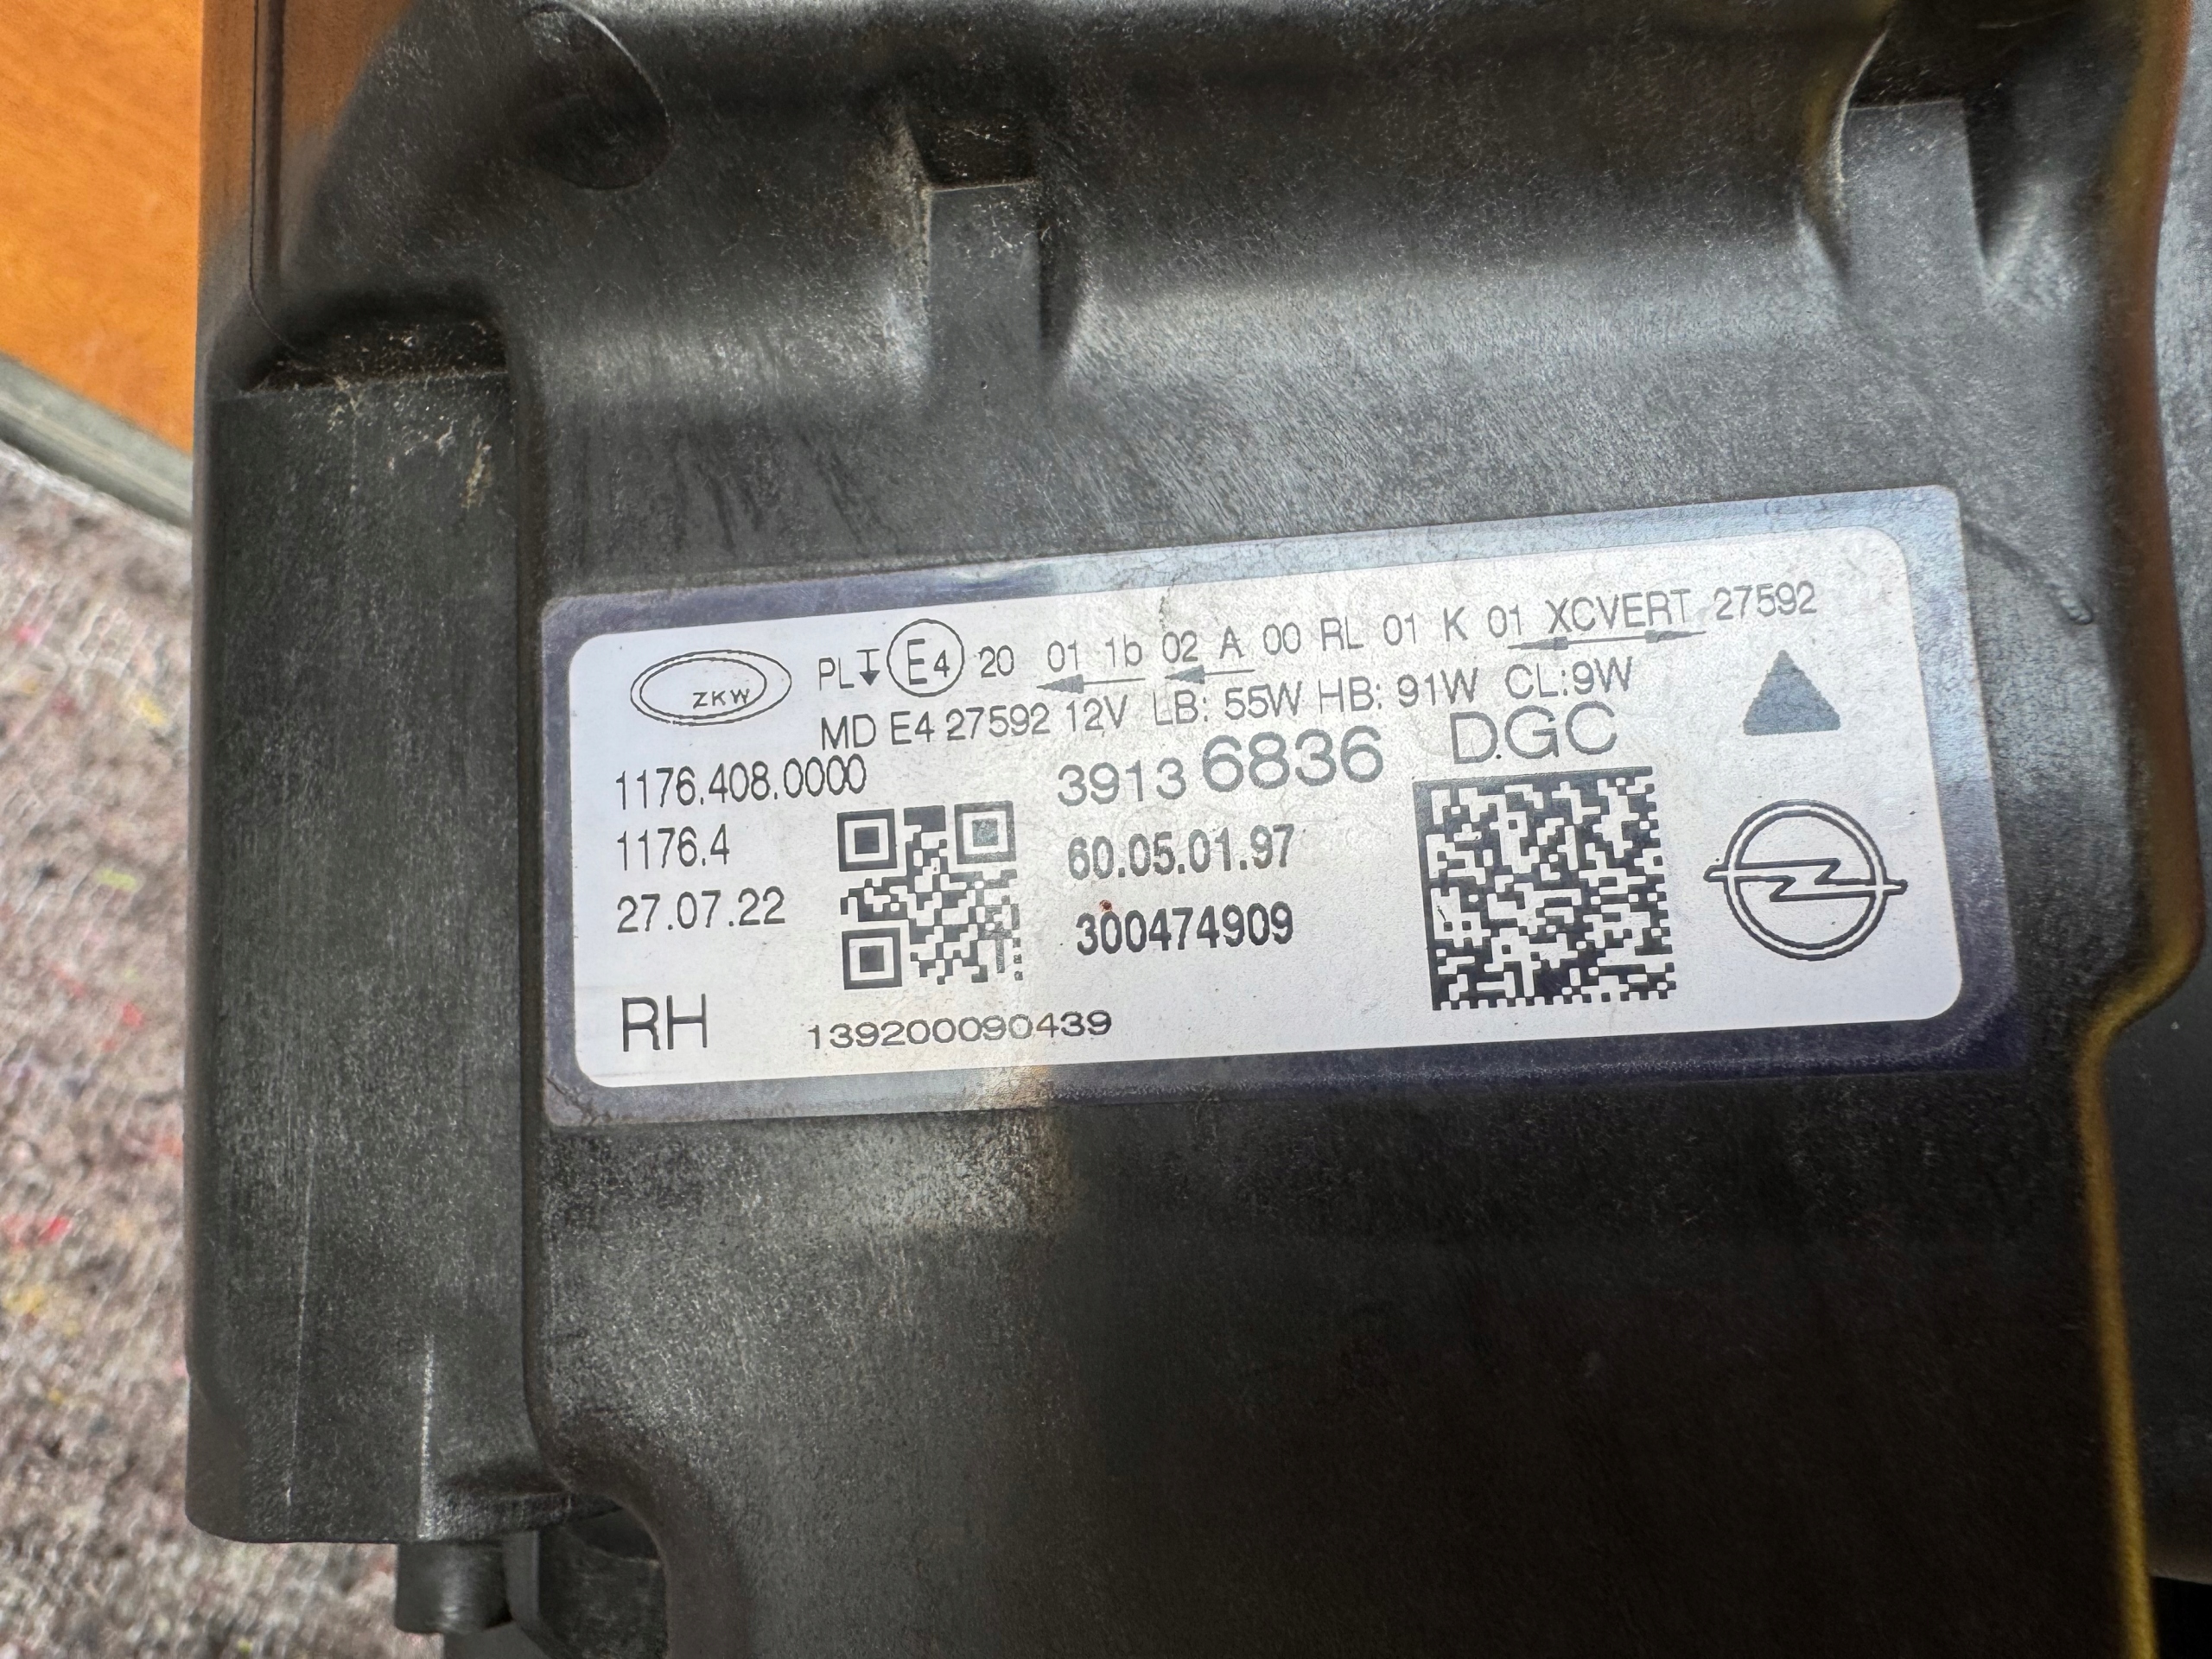 ZKW PL E4 20 01 1b 02 A 00 RL 01 K 01 XCVERT 27592
MD E4 27592 12V LB: 55W HB: 91W CL:9W
1176.408.0000 39136836 D.GC
1176.4 60.05.01.97
27.07.22 300474909
RH 139200090439